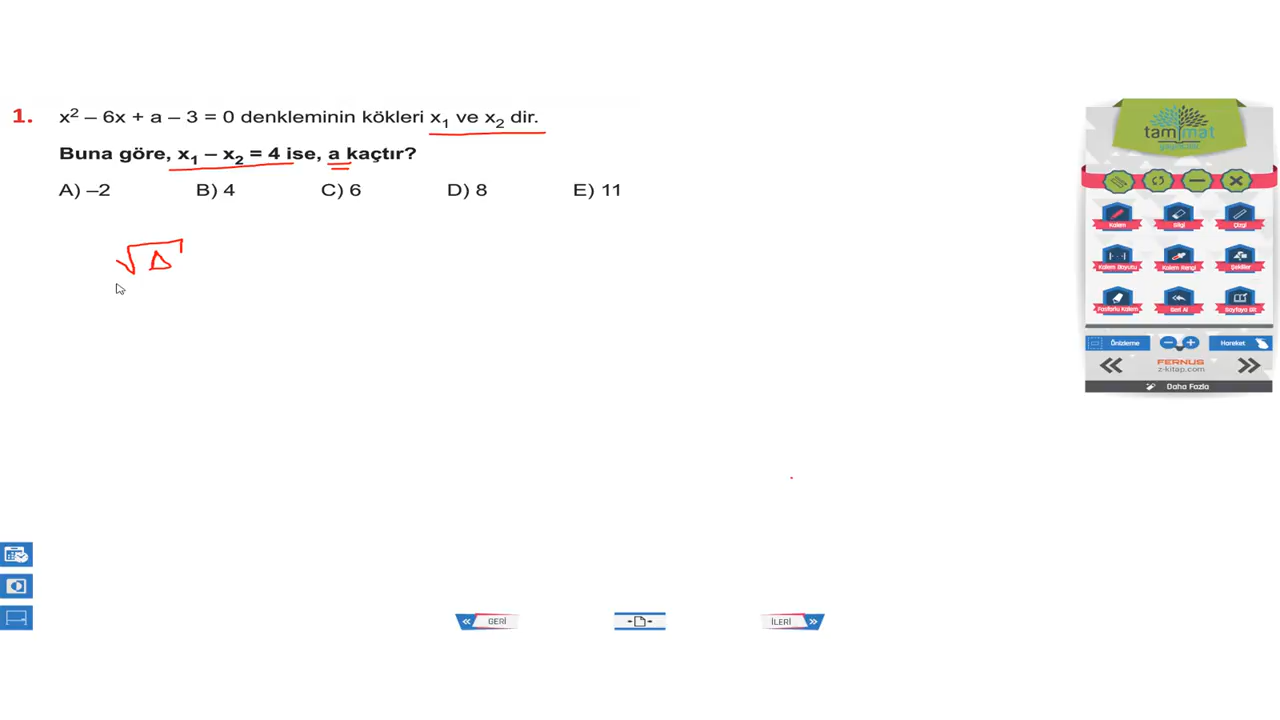 1. x² – 6x + a – 3 = 0 denkleminin kökleri x₁ ve x₂ dir.
Buna göre, x₁ – x₂ = 4 ise, a kaçtır?
A) –2 B) 4 C) 6 D) 8 E) 11
√Δ
tammat
yayıncılık
Kalem Silgi Çizgi
Kalem Boyutu Kalem Rengi Şekiller
Fosforlu Kalem Geri Al Sayfaya Git
Önizleme Hareket
FERNUS
z-kitap.com
Daha Fazla
GERİ İLERİ